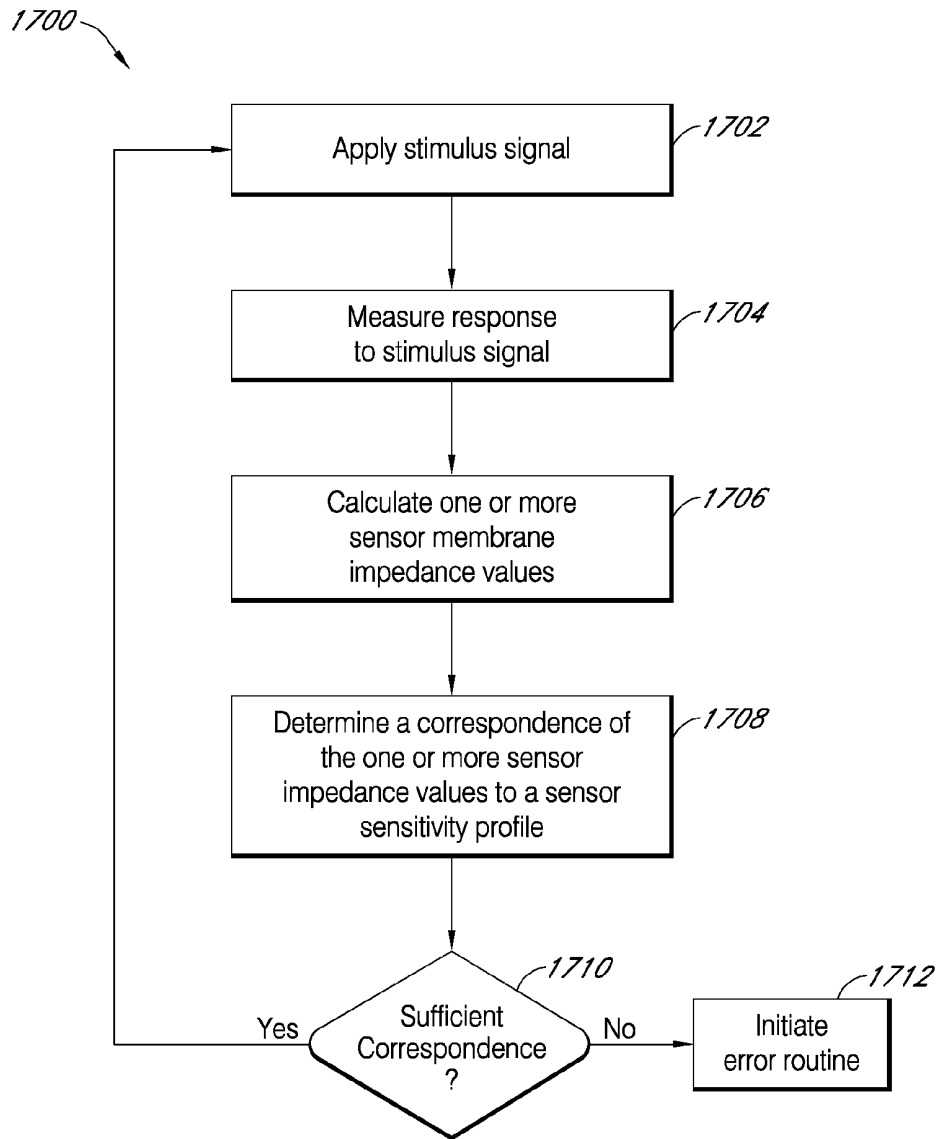 1700
Apply stimulus signal
1702
Measure response
to stimulus signal
1704
Calculate one or more
sensor membrane
impedance values
1706
Determine a correspondence of
the one or more sensor
impedance values to a sensor
sensitivity profile
1708
Sufficient
Correspondence
?
1710
Yes
No
Initiate
error routine
1712